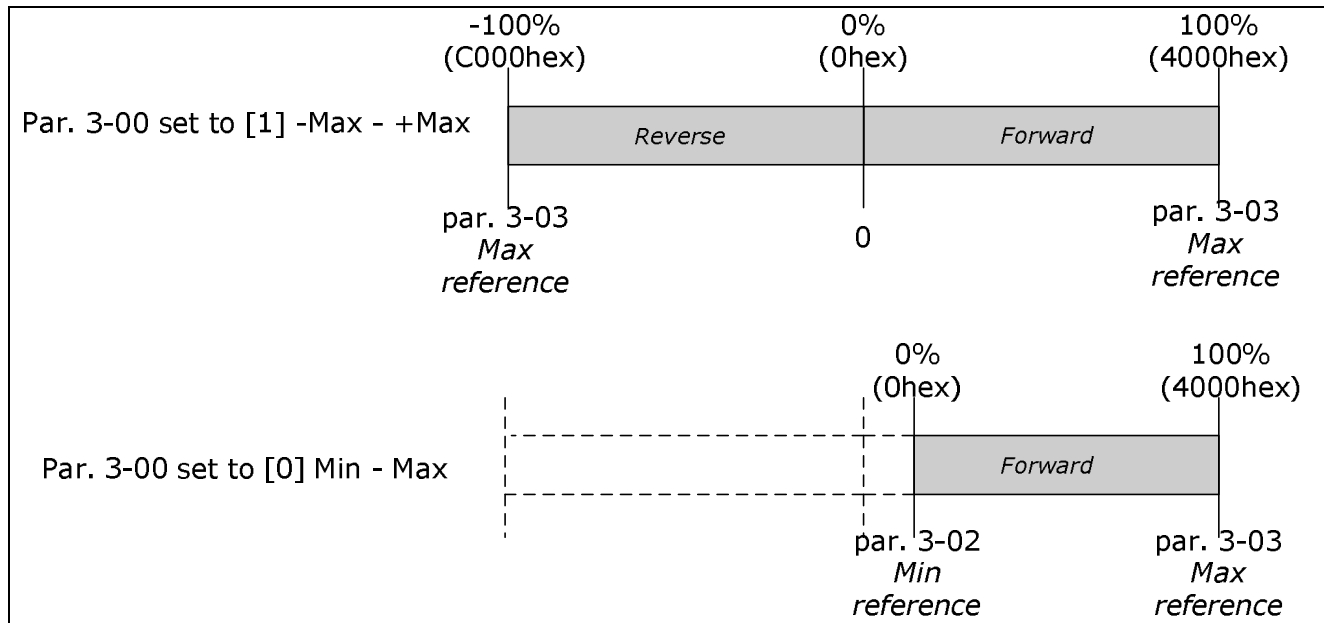 -100%
(C000hex)
0%
(0hex)
100%
(4000hex)
Par. 3-00 set to [1] -Max - +Max
Reverse
Forward
par. 3-03
Max
reference
0
par. 3-03
Max
reference
0%
(0hex)
100%
(4000hex)
Par. 3-00 set to [0] Min - Max
Forward
par. 3-02
Min
reference
par. 3-03
Max
reference